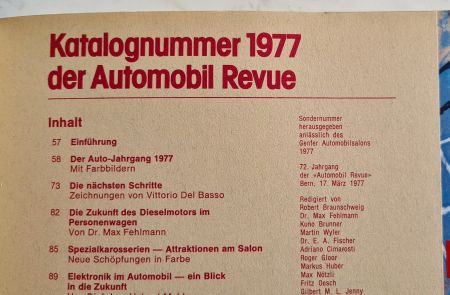 Katalognummer 1977
der Automobil Revue
Inhalt
57 Einführung
58 Der Auto-Jahrgang 1977
Mit Farbbildern
73 Die nächsten Schritte
Zeichnungen von Vittorio Del Basso
82 Die Zukunft des Dieselmotors im
Personenwagen
Von Dr. Max Fehlmann
85 Spezialkarosserien — Attraktionen am Salon
Neue Schöpfungen in Farbe
89 Elektronik im Automobil — ein Blick
in die Zukunft
Sondernummer
herausgegeben
anlässlich des
Genfer Automobilsalons
1977
72. Jahrgang
der «Automobil Revue»
Bern, 17. März 1977
Redigiert von
Robert Braunschweig
Dr. Max Fehlmann
Kuno Brunner
Martin Wyler
Dr. E. A. Fischer
Adriano Cimarosti
Roger Gloor
Markus Huber
Max Nötzli
Fritz Oesch
Gilbert M. L. Jenny